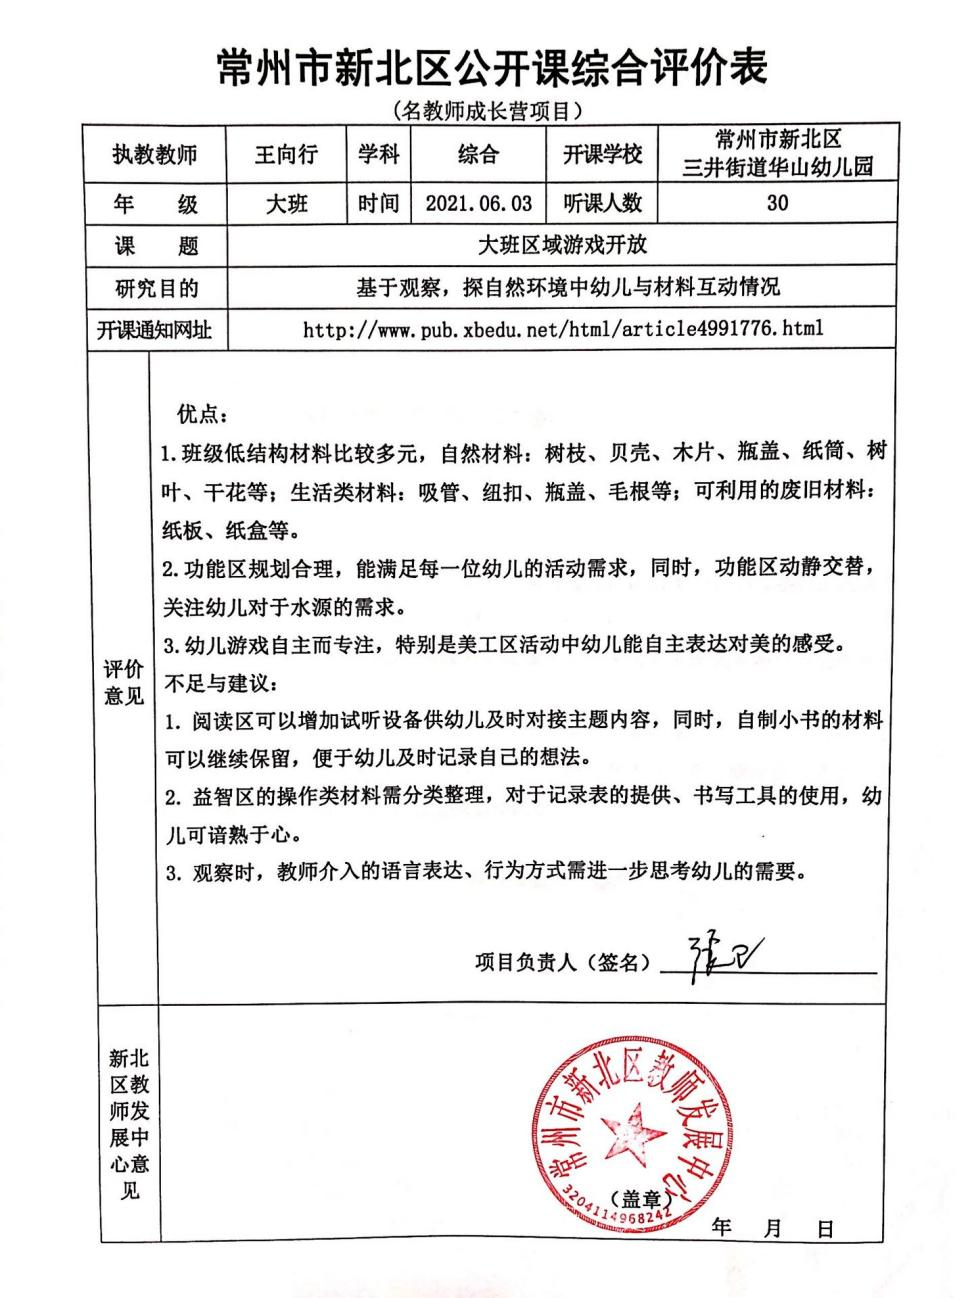 常州市新北区公开课综合评价表
（名教师成长营项目）
执教教师 王向行 学科 综合 开课学校 常州市新北区
三井街道华山幼儿园
年 级 大班 时间 2021.06.03 听课人数 30
课 题 大班区域游戏开放
研究目的 基于观察，探自然环境中幼儿与材料互动情况
开课通知网址 http://www.pub.xbedu.net/html/article4991776.html
评价
意见
优点：
1.班级低结构材料比较多元，自然材料：树枝、贝壳、木片、瓶盖、纸筒、树
叶、干花等；生活类材料：吸管、纽扣、瓶盖、毛根等；可利用的废旧材料：
纸板、纸盒等。
2.功能区规划合理，能满足每一位幼儿的活动需求，同时，功能区动静交替，
关注幼儿对于水源的需求。
3.幼儿游戏自主而专注，特别是美工区活动中幼儿能自主表达对美的感受。
不足与建议：
1. 阅读区可以增加试听设备供幼儿及时对接主题内容，同时，自制小书的材料
可以继续保留，便于幼儿及时记录自己的想法。
2. 益智区的操作类材料需分类整理，对于记录表的提供、书写工具的使用，幼
儿可谙熟于心。
3. 观察时，教师介入的语言表达、行为方式需进一步思考幼儿的需要。
项目负责人（签名）
新北
区教
师发
展中
心意
见
常州市新北区教师发展中心
（盖章）
3204114968242
年 月 日